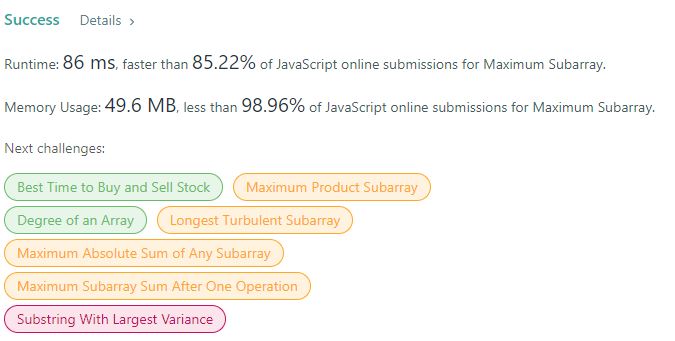 Success Details >
Runtime: 86 ms, faster than 85.22% of JavaScript online submissions for Maximum Subarray.
Memory Usage: 49.6 MB, less than 98.96% of JavaScript online submissions for Maximum Subarray.
Next challenges:
Best Time to Buy and Sell Stock Maximum Product Subarray
Degree of an Array Longest Turbulent Subarray
Maximum Absolute Sum of Any Subarray
Maximum Subarray Sum After One Operation
Substring With Largest Variance